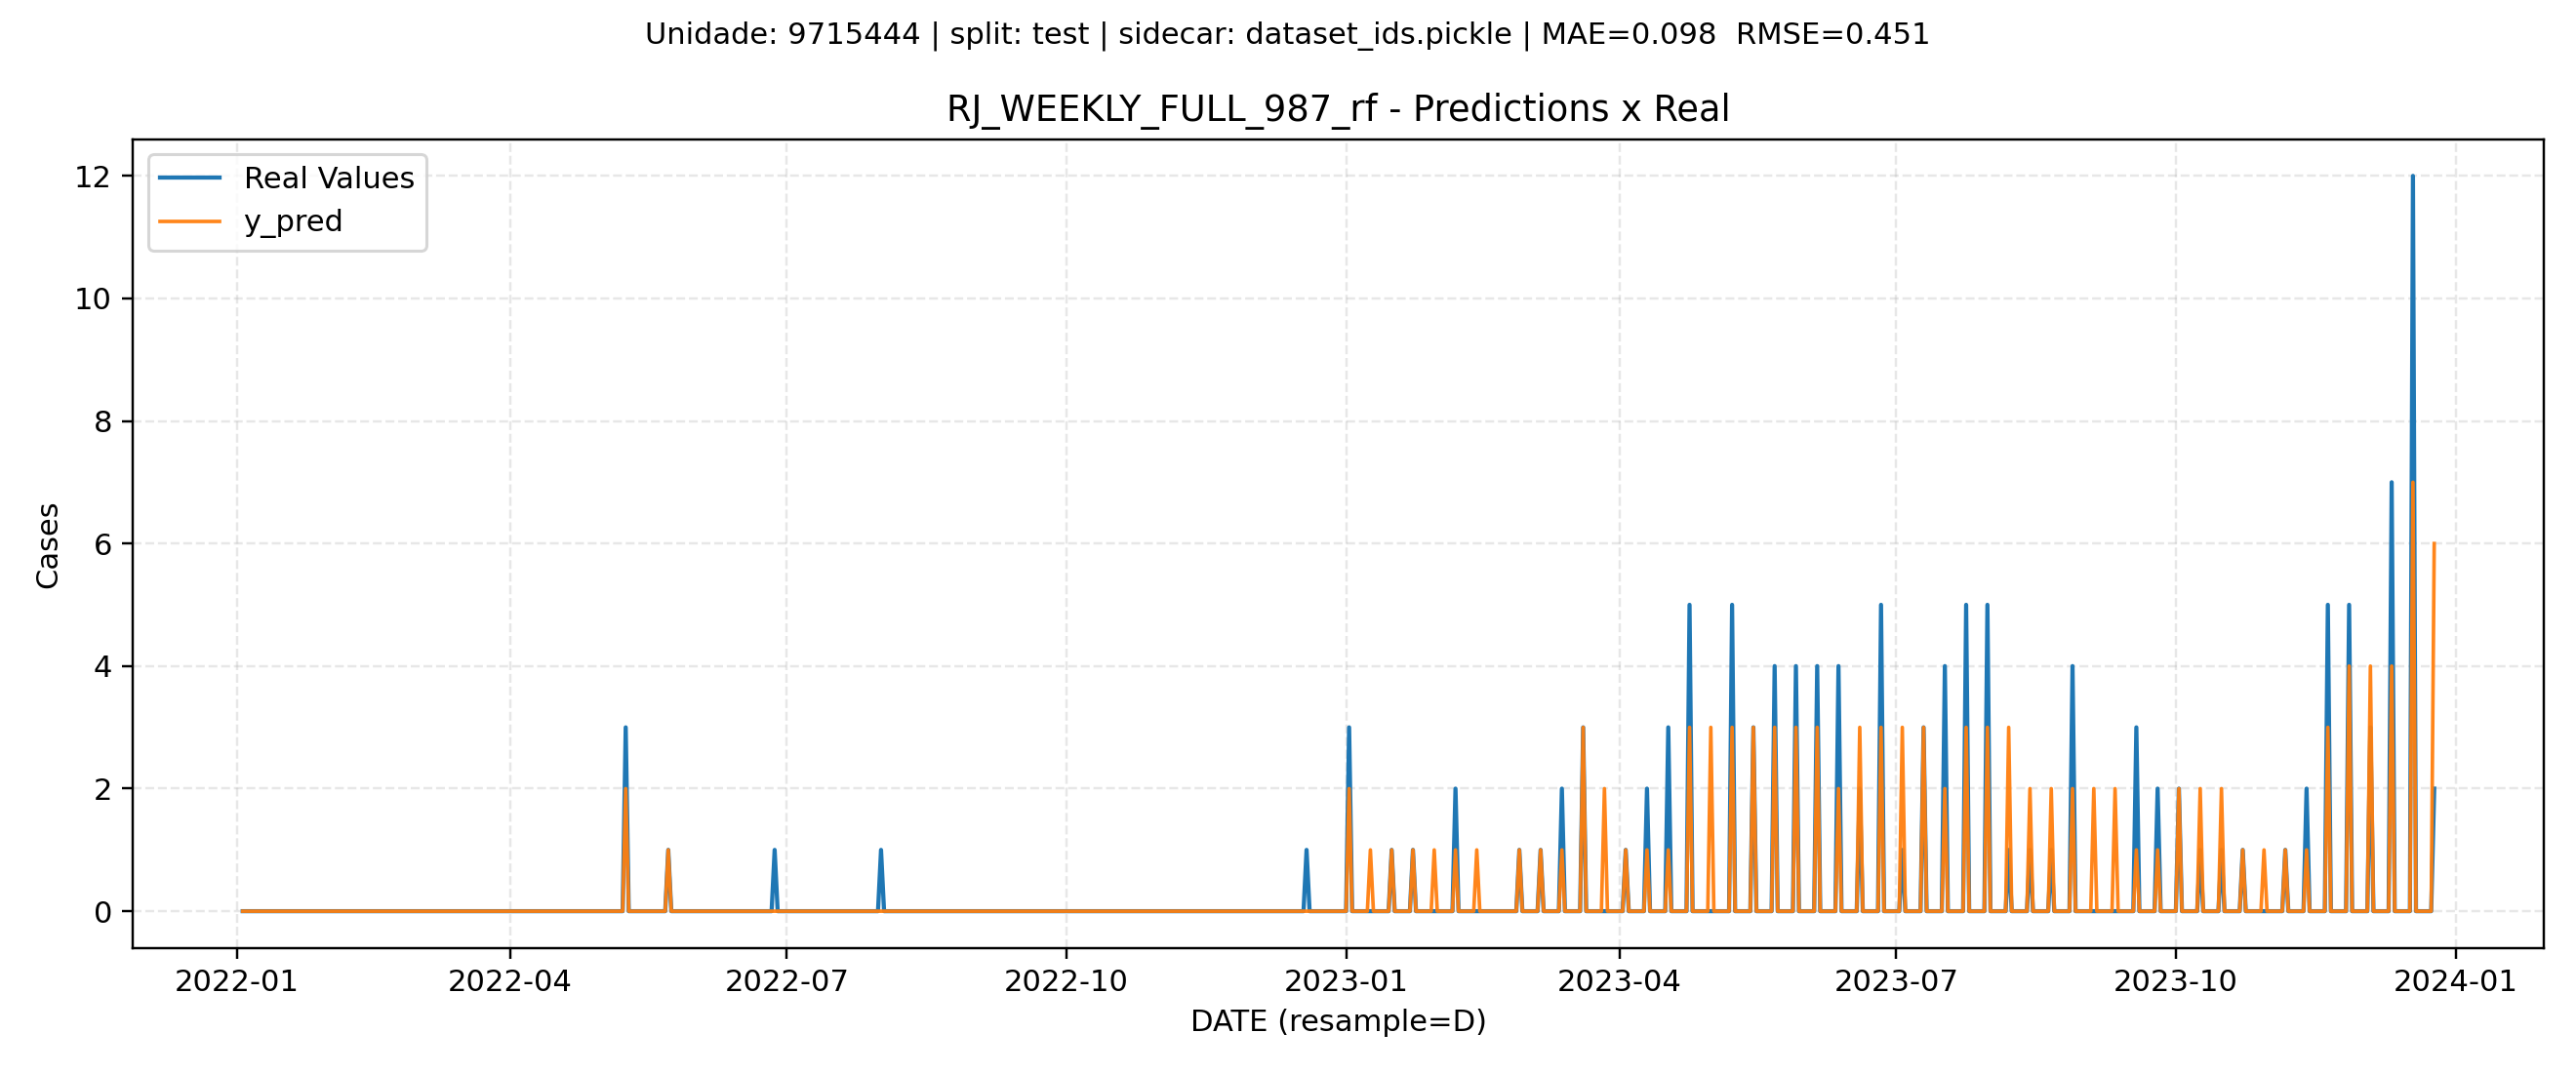 Unidade: 9715444 | split: test | sidecar: dataset_ids.pickle | MAE=0.098  RMSE=0.451
RJ_WEEKLY_FULL_987_rf - Predictions x Real
Real Values
y_pred
12
10
8
6
4
2
0
Cases
2022-01
2022-04
2022-07
2022-10
2023-01
2023-04
2023-07
2023-10
2024-01
DATE (resample=D)